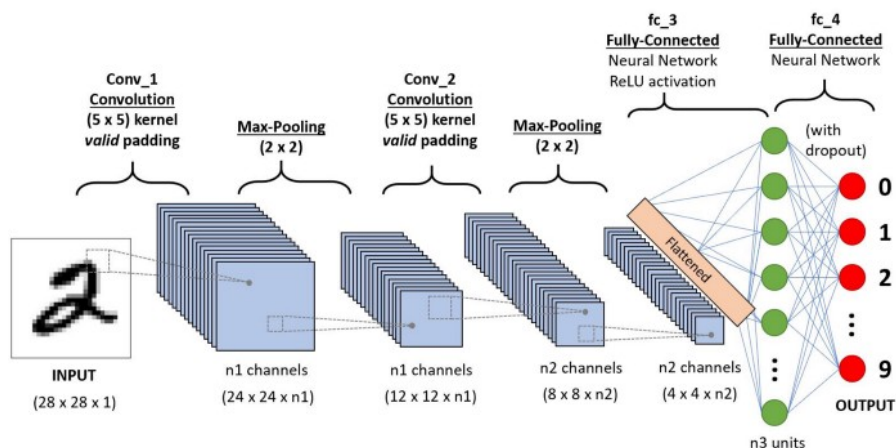 fc_3
Fully-Connected
Neural Network
ReLU activation
fc_4
Fully-Connected
Neural Network
Conv_1
Convolution
(5 x 5) kernel
valid padding
Max-Pooling
(2 x 2)
Conv_2
Convolution
(5 x 5) kernel
valid padding
Max-Pooling
(2 x 2)
(with
dropout)
2
Flattened
0
1
2
9
INPUT
(28 x 28 x 1)
n1 channels
(24 x 24 x n1)
n1 channels
(12 x 12 x n1)
n2 channels
(8 x 8 x n2)
n2 channels
(4 x 4 x n2)
OUTPUT
n3 units